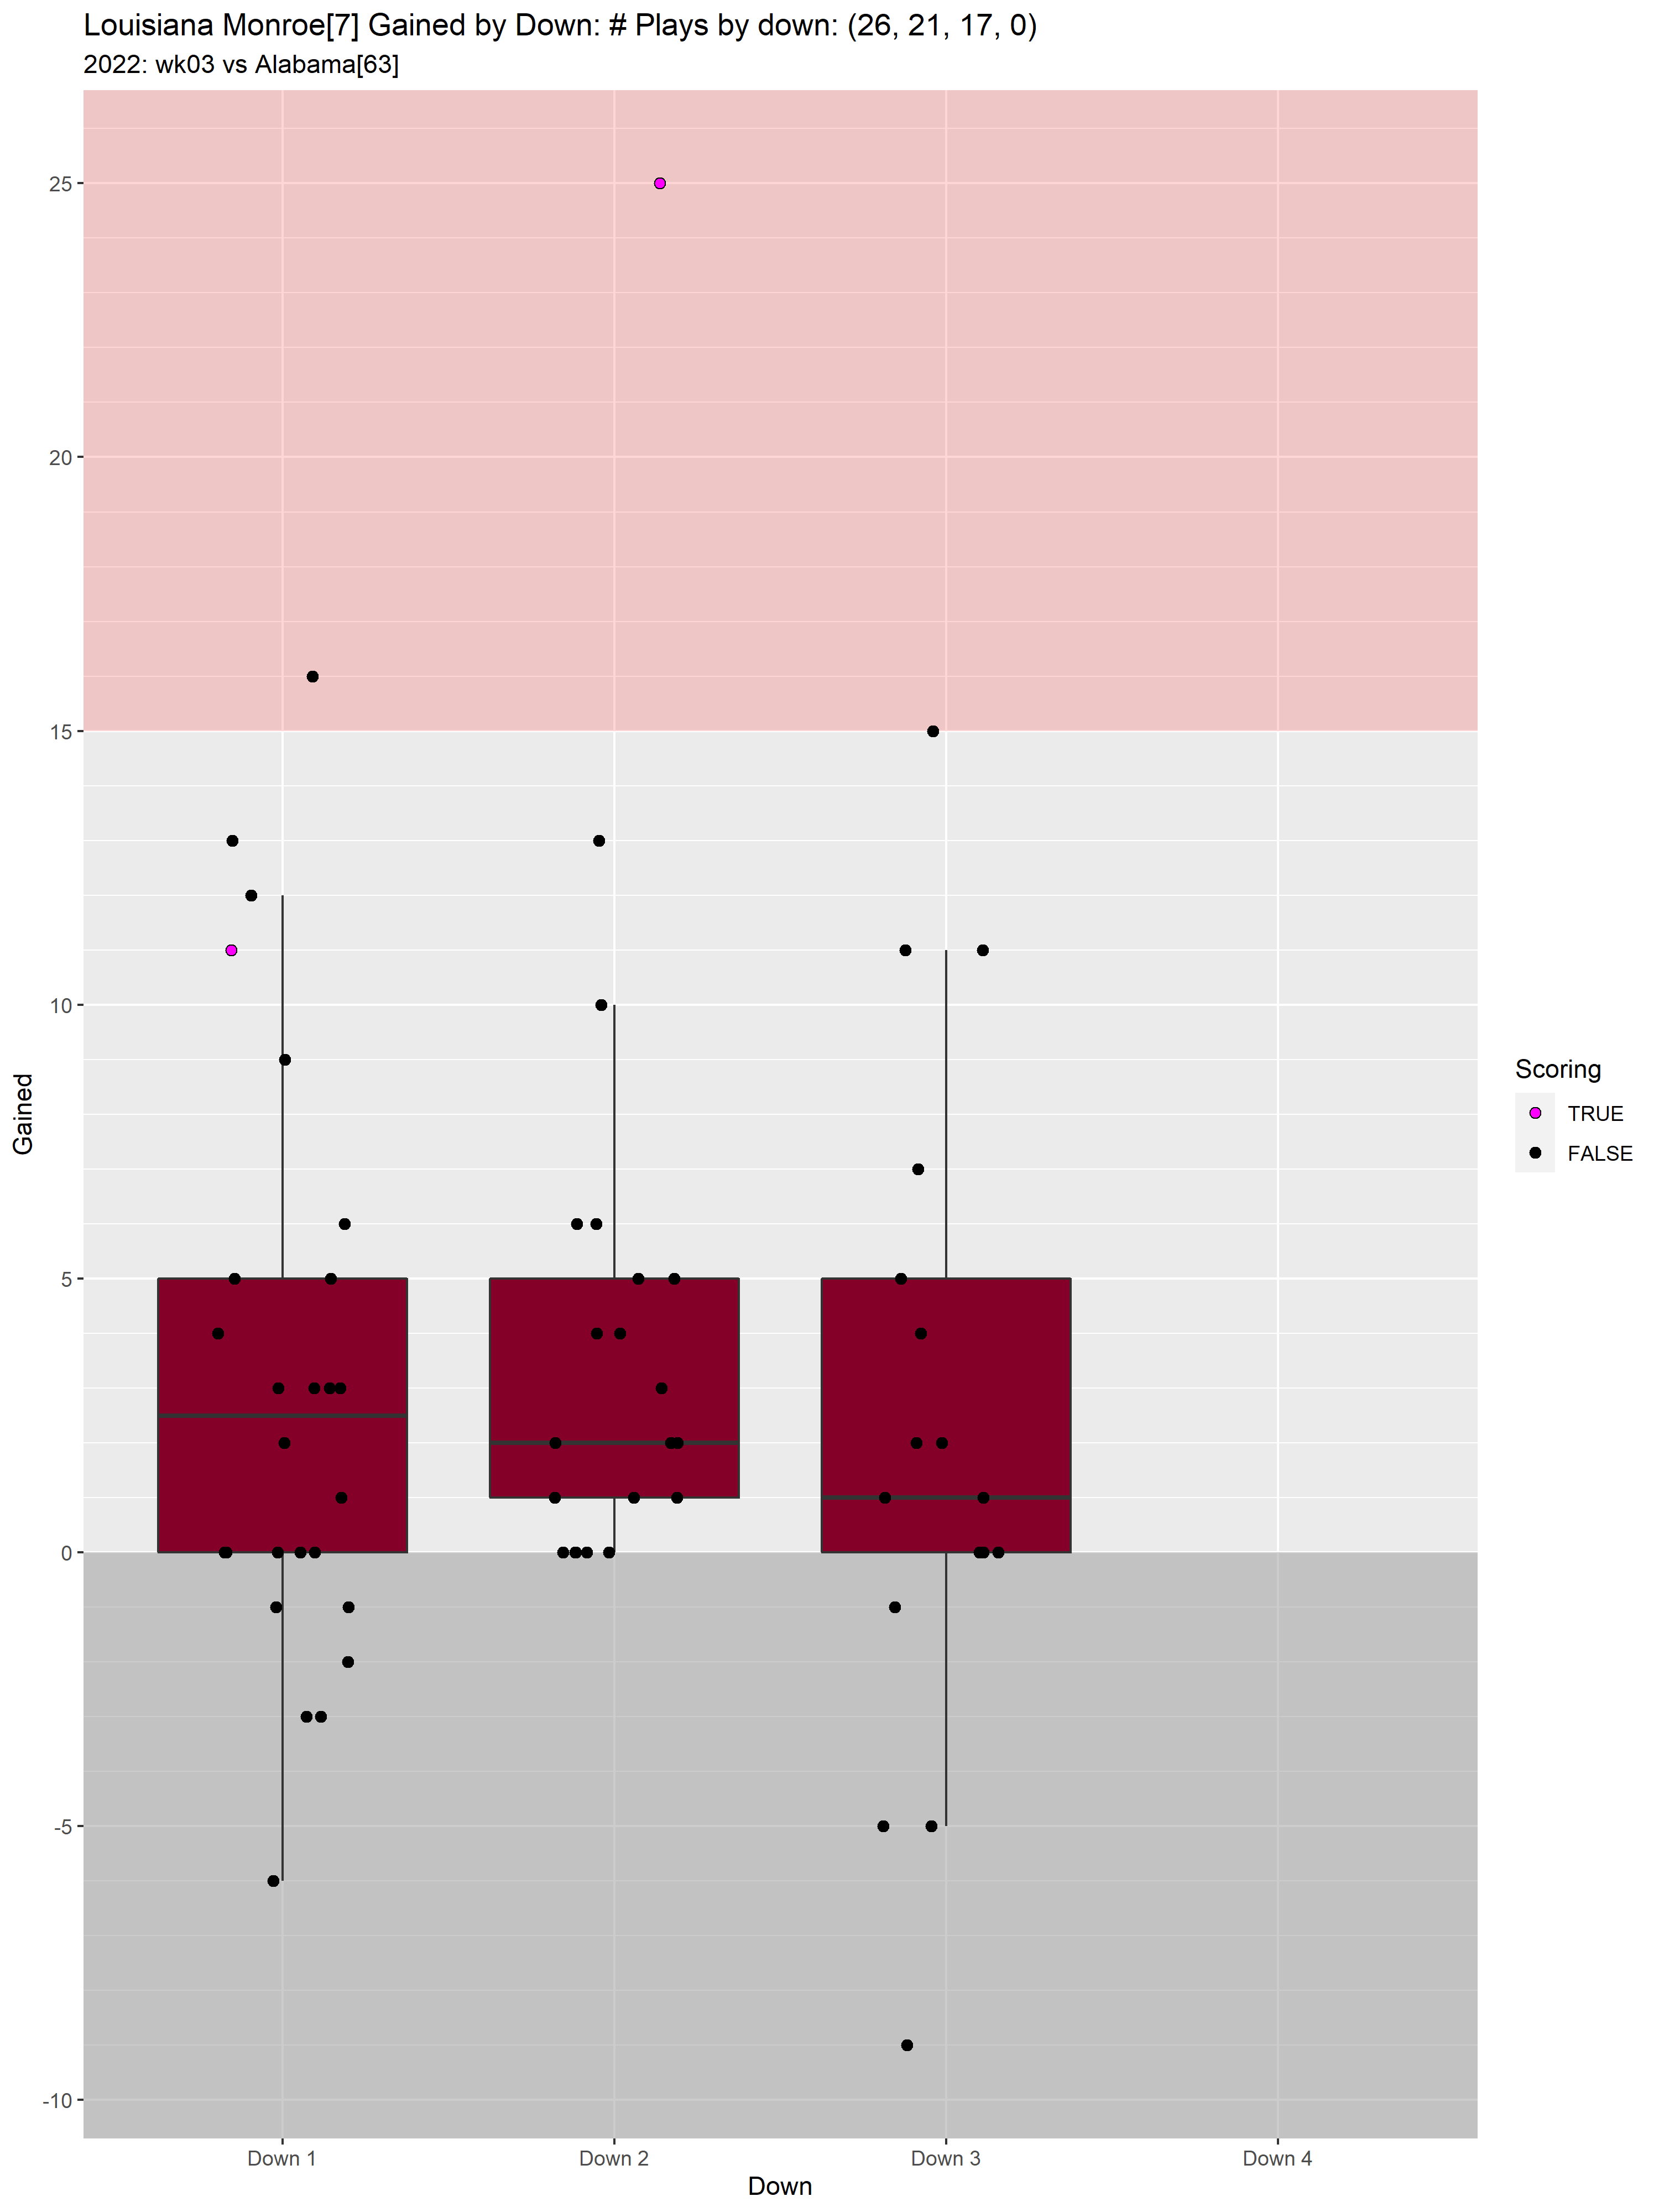 Louisiana Monroe[7] Gained by Down: # Plays by down: (26, 21, 17, 0)
2022: wk03 vs Alabama[63]
25
20
15
10
5
0
-5
-10
Gained
Down 1
Down 2
Down 3
Down 4
Down
Scoring
TRUE
FALSE